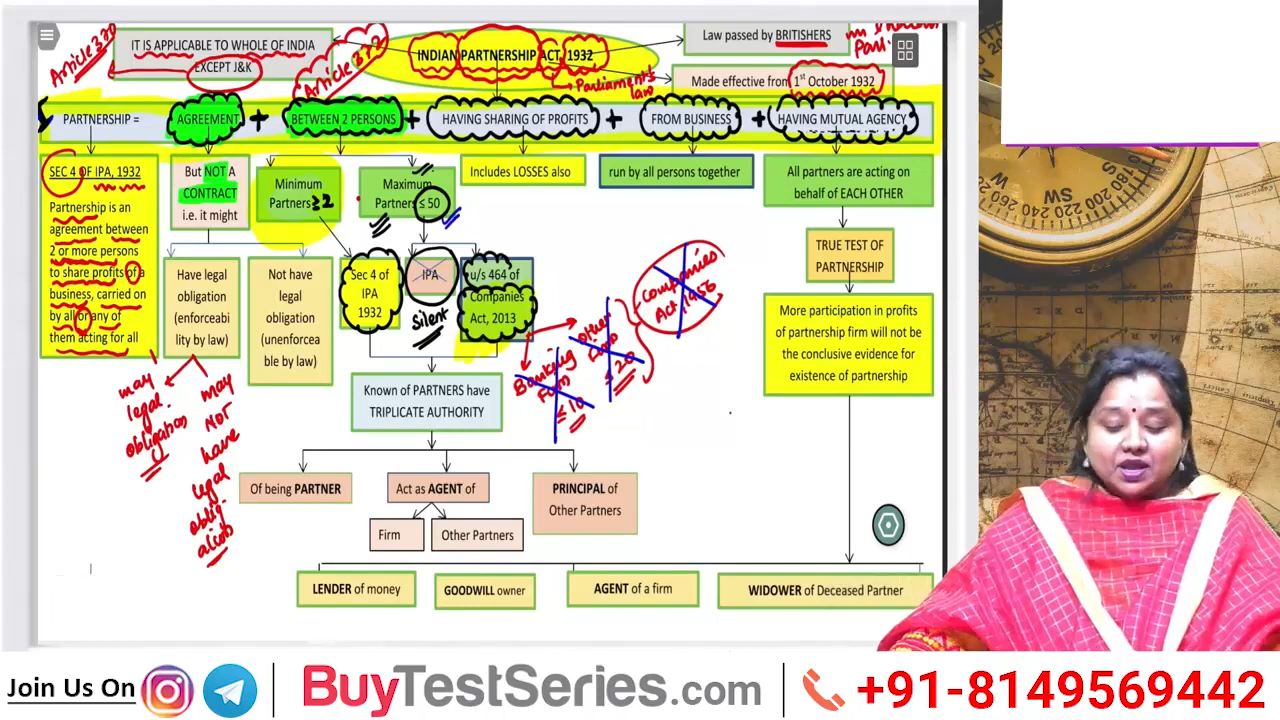 IT IS APPLICABLE TO WHOLE OF INDIA
EXCEPT J&K
Article 370
Article 372
INDIAN PARTNERSHIP ACT, 1932
Parliament's
law
Law passed by BRITISHERS
Parl.
Made effective from 1st October 1932
PARTNERSHIP =
AGREEMENT
+
BETWEEN 2 PERSONS
+
HAVING SHARING OF PROFITS
+
FROM BUSINESS
+
HAVING MUTUAL AGENCY
SEC 4 OF IPA, 1932
Partnership is an
agreement between
2 or more persons
to share profits of a
business, carried on
by all or any of
them acting for all
But NOT A
CONTRACT
i.e. it might
Minimum
Partners ≥2
Maximum
Partners ≤ 50
Includes LOSSES also
run by all persons together
All partners are acting on
behalf of EACH OTHER
Have legal
obligation
(enforceabi
lity by law)
Not have
legal
obligation
(unenforcea
ble by law)
Sec 4 of
IPA
1932
IPA
Silent
u/s 464 of
Companies
Act, 2013
Banking
Firm
≤ 10
Other
Firm
≤ 20
Companies
Act, 1956
TRUE TEST OF
PARTNERSHIP
More participation in profits
of partnership firm will not be
the conclusive evidence for
existence of partnership
may
legal
obligation
may
Not
have
legal
oblig-
ation
Known of PARTNERS have
TRIPLICATE AUTHORITY
Of being PARTNER
Act as AGENT of
PRINCIPAL of
Other Partners
Firm
Other Partners
LENDER of money
GOODWILL owner
AGENT of a firm
WIDOWER of Deceased Partner
SW
S
Join Us On
BuyTestSeries.com
+91-8149569442